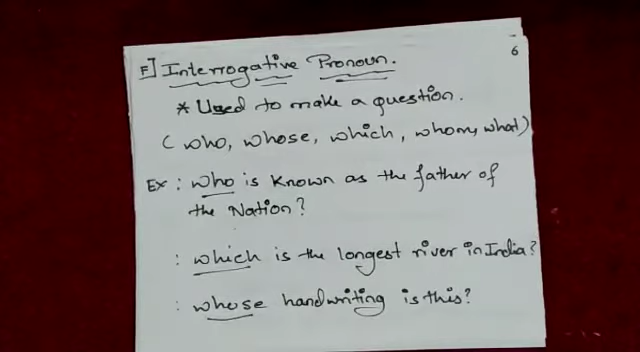 6
F] Interrogative Pronoun.
* Used to make a question.
( who, whose, which, whom, what)
Ex : who is known as the father of
the Nation?
: which is the longest river in India?
: whose handwriting is this?